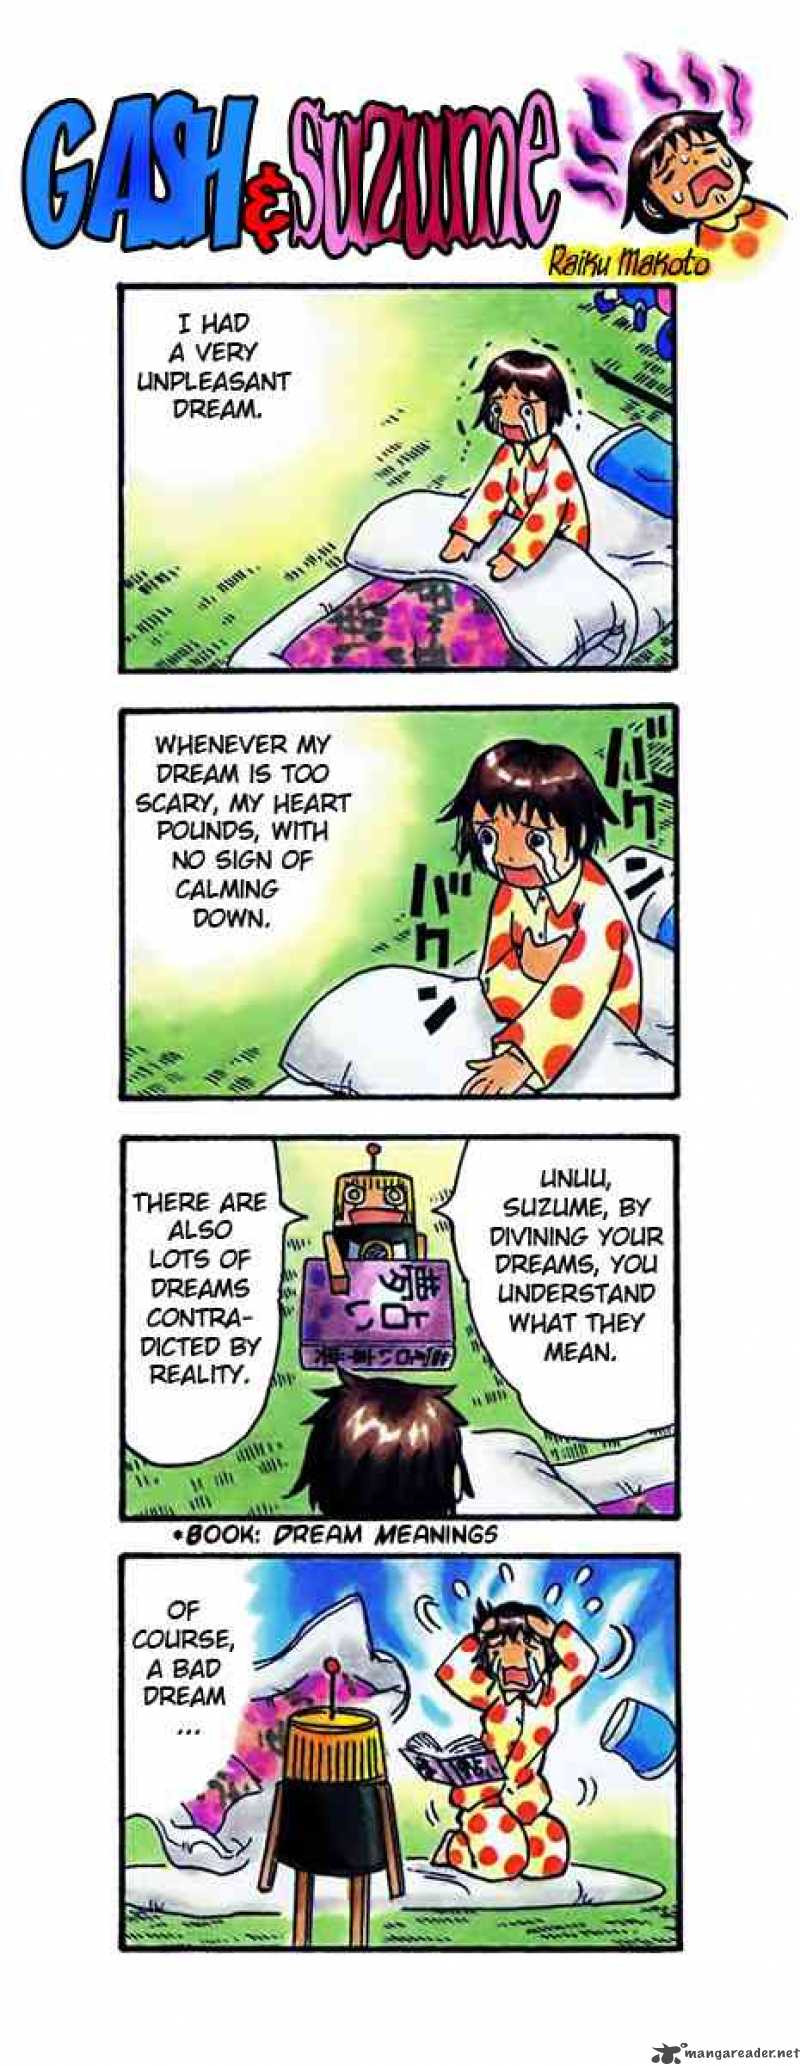 GASH & SUZUME
Raiku Makoto
I HAD
A VERY
UNPLEASANT
DREAM.
WHENEVER MY
DREAM IS TOO
SCARY, MY HEART
POUNDS, WITH
NO SIGN OF
CALMING
DOWN.
バクン
バクン
UNUU,
SUZUME, BY
DIVINING YOUR
DREAMS, YOU
UNDERSTAND
WHAT THEY
MEAN.
THERE ARE
ALSO
LOTS OF
DREAMS
CONTRA-
DICTED BY
REALITY.
夢占い
*BOOK: DREAM MEANINGS
OF
COURSE,
A BAD
DREAM
...
mangareader.net